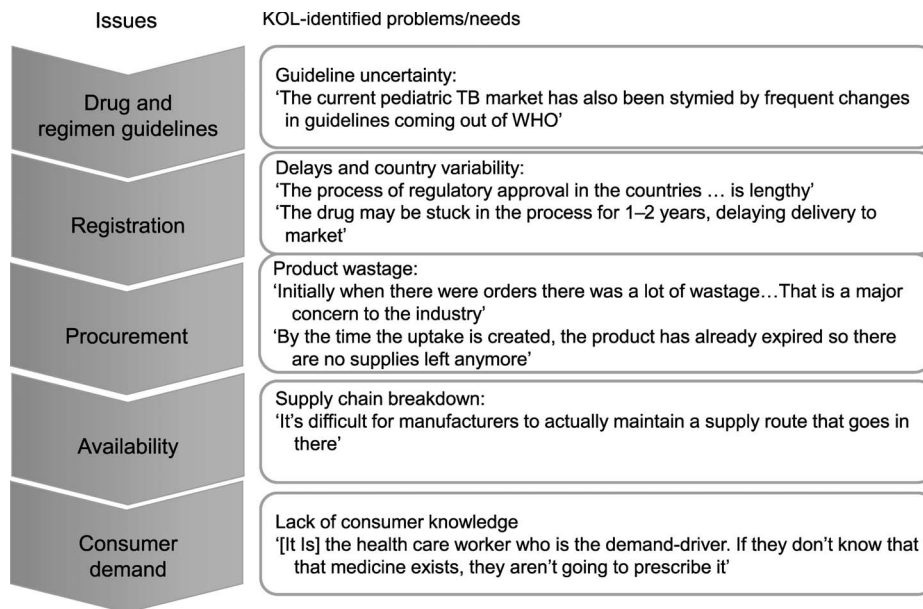 Issues
KOL-identified problems/needs
Drug and
regimen guidelines
Guideline uncertainty:
‘The current pediatric TB market has also been stymied by frequent changes
in guidelines coming out of WHO’
Registration
Delays and country variability:
‘The process of regulatory approval in the countries … is lengthy’
‘The drug may be stuck in the process for 1–2 years, delaying delivery to
market’
Procurement
Product wastage:
‘Initially when there were orders there was a lot of wastage…That is a major
concern to the industry’
‘By the time the uptake is created, the product has already expired so there
are no supplies left anymore’
Availability
Supply chain breakdown:
‘It’s difficult for manufacturers to actually maintain a supply route that goes in
there’
Consumer
demand
Lack of consumer knowledge
‘[It Is] the health care worker who is the demand-driver. If they don’t know that
that medicine exists, they aren’t going to prescribe it’